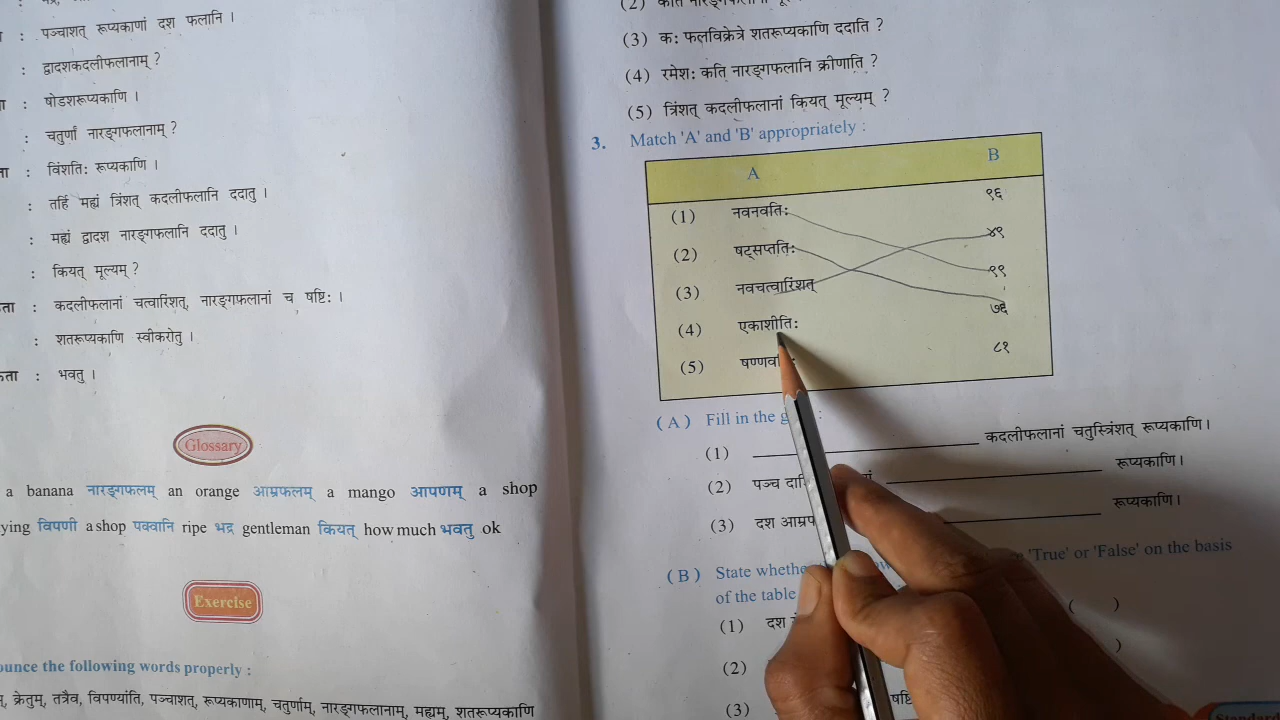 : पञ्चाशत् रूप्यकाणां दश फलानि ।
: द्वादशकदलीफलानाम् ?
: षोडशरूप्यकाणि ।
: चतुर्णां नारङ्गफलानाम् ?
: विंशतिः रूप्यकाणि ।
: तर्हि मह्यं त्रिंशत् कदलीफलानि ददातु ।
: मह्यं द्वादश नारङ्गफलानि ददातु ।
: कियत् मूल्यम् ?
: कदलीफलानां चत्वारिंशत्, नारङ्गफलानां च षष्टिः ।
: शतरूप्यकाणि स्वीकरोतु ।
: भवतु ।
Glossary
a banana नारङ्गफलम् an orange आम्रफलम् a mango आपणम् a shop
विपणी a shop पक्वानि ripe भद्र gentleman कियत् how much भवतु ok
Exercise
the following words properly :
क्रेतुम्, तत्रैव, विपण्यांति, पञ्चाशत्, रूप्यकाणाम्, चतुर्णाम्, नारङ्गफलानाम्, मह्यम्, शतरूप्यकाणि
(2)
(3) कः फलविक्रेत्रे शतरूप्यकाणि ददाति ?
(4) रमेशः कति नारङ्गफलानि क्रीणाति ?
(5) त्रिंशत् कदलीफलानां कियत् मूल्यम् ?
3. Match 'A' and 'B' appropriately :
A B
(1) नवनवतिः ९६
(2) षट्सप्ततिः ४९
(3) नवचत्वारिंशत् ९९
(4) एकाशीतिः ७६
(5) ८१
(A) Fill in the
(1) कदलीफलानां चतुस्त्रिंशत् रूप्यकाणि।
(2) पञ्च रूप्यकाणि।
(3) दश रूप्यकाणि।
(B) State 'True' or 'False' on the basis
of the table
(1) दश ( )
(2) )
(3)